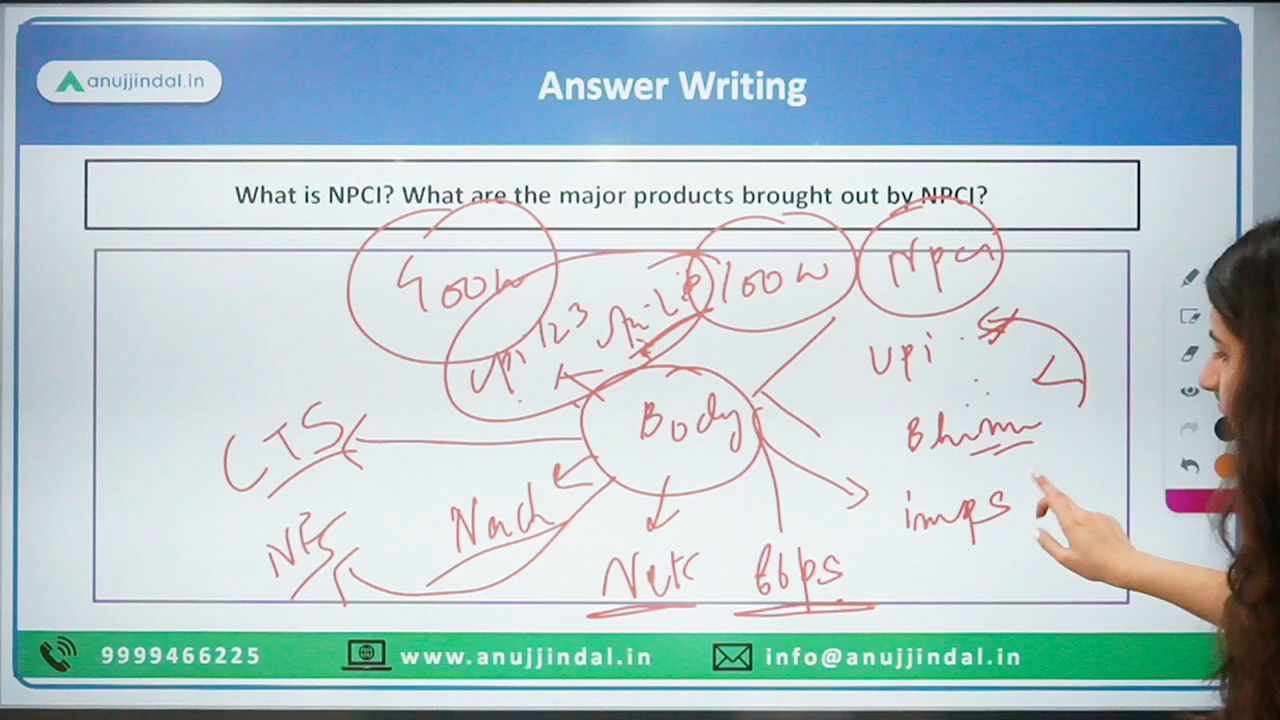 anujjindal.in
Answer Writing
What is NPCI? What are the major products brought out by NPCI?
400w
100w
Npci
upi 123
upi
Body
Bhim
CTS
imps
Nach
NFS
Netc
Bbps
9999466225
www.anujjindal.in
info@anujjindal.in